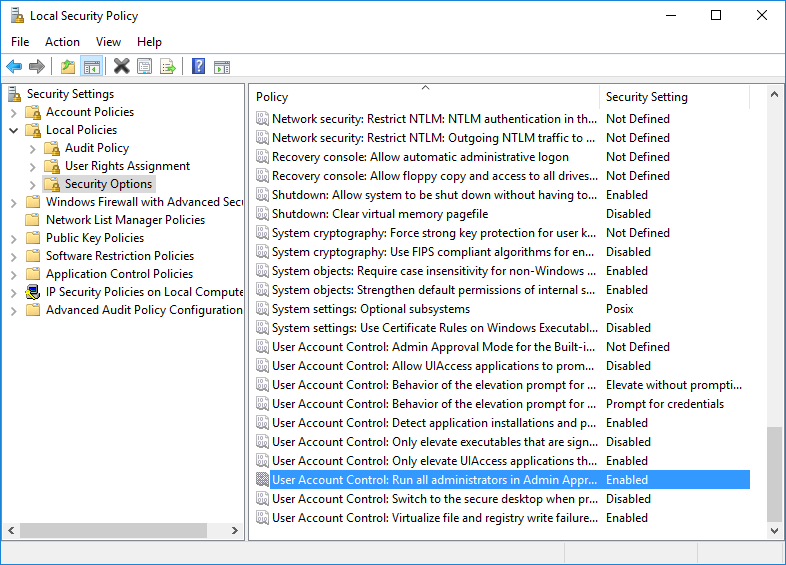 Local Security Policy
File Action View Help
Security Settings
Account Policies
Local Policies
Audit Policy
User Rights Assignment
Security Options
Windows Firewall with Advanced Secu
Network List Manager Policies
Public Key Policies
Software Restriction Policies
Application Control Policies
IP Security Policies on Local Compute
Advanced Audit Policy Configuration
Policy Security Setting
Network security: Restrict NTLM: NTLM authentication in th... Not Defined
Network security: Restrict NTLM: Outgoing NTLM traffic to ... Not Defined
Recovery console: Allow automatic administrative logon Not Defined
Recovery console: Allow floppy copy and access to all drives... Not Defined
Shutdown: Allow system to be shut down without having to... Enabled
Shutdown: Clear virtual memory pagefile Disabled
System cryptography: Force strong key protection for user k... Not Defined
System cryptography: Use FIPS compliant algorithms for en... Disabled
System objects: Require case insensitivity for non-Windows ... Enabled
System objects: Strengthen default permissions of internal s... Enabled
System settings: Optional subsystems Posix
System settings: Use Certificate Rules on Windows Executabl... Disabled
User Account Control: Admin Approval Mode for the Built-i... Not Defined
User Account Control: Allow UIAccess applications to prom... Disabled
User Account Control: Behavior of the elevation prompt for ... Elevate without prompti...
User Account Control: Behavior of the elevation prompt for ... Prompt for credentials
User Account Control: Detect application installations and p... Enabled
User Account Control: Only elevate executables that are sign... Disabled
User Account Control: Only elevate UIAccess applications th... Enabled
User Account Control: Run all administrators in Admin Appr... Enabled
User Account Control: Switch to the secure desktop when pr... Disabled
User Account Control: Virtualize file and registry write failure... Enabled